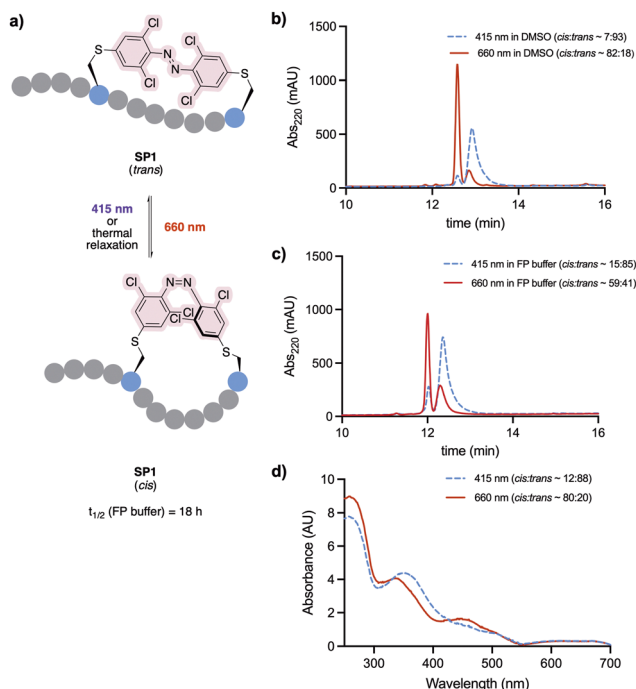 a)
Cl
Cl
S
N
N
S
Cl
Cl
SP1
(trans)
415 nm
or
thermal
relaxation
660 nm
Cl
N=N
Cl
Cl
Cl
S
S
SP1
(cis)
t1/2 (FP buffer) = 18 h
b)
415 nm in DMSO (cis:trans ~ 7:93)
660 nm in DMSO (cis:trans ~ 82:18)
Abs220 (mAU)
1500
1000
500
0
10 12 14 16
time (min)
c)
415 nm in FP buffer (cis:trans ~ 15:85)
660 nm in FP buffer (cis:trans ~ 59:41)
Abs220 (mAU)
1500
1000
500
0
10 12 14 16
time (min)
d)
415 nm (cis:trans ~ 12:88)
660 nm (cis:trans ~ 80:20)
Absorbance (AU)
10
8
6
4
2
0
300 400 500 600 700
Wavelength (nm)